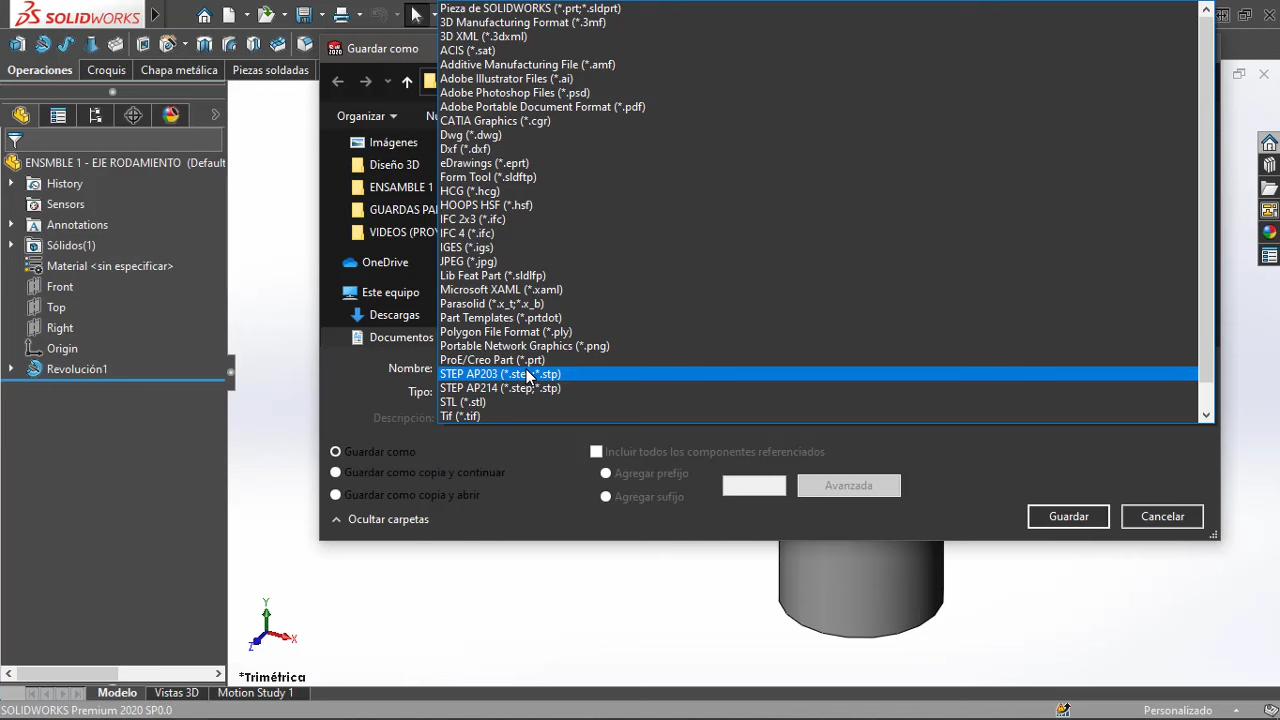 SOLIDWORKS
Pieza de SOLIDWORKS (*.prt;*.sldprt)
3D Manufacturing Format (*.3mf)
3D XML (*.3dxml)
ACIS (*.sat)
Additive Manufacturing File (*.amf)
Adobe Illustrator Files (*.ai)
Adobe Photoshop Files (*.psd)
Adobe Portable Document Format (*.pdf)
CATIA Graphics (*.cgr)
Dwg (*.dwg)
Dxf (*.dxf)
eDrawings (*.eprt)
Form Tool (*.sldftp)
HCG (*.hcg)
HOOPS HSF (*.hsf)
IFC 2x3 (*.ifc)
IFC 4 (*.ifc)
IGES (*.igs)
JPEG (*.jpg)
Lib Feat Part (*.sldlfp)
Microsoft XAML (*.xaml)
Parasolid (*.x_t;*.x_b)
Part Templates (*.prtdot)
Polygon File Format (*.ply)
Portable Network Graphics (*.png)
ProE/Creo Part (*.prt)
STEP AP203 (*.step;*.stp)
STEP AP214 (*.step;*.stp)
STL (*.stl)
Tif (*.tif)
Operaciones Croquis Chapa metálica Piezas soldadas
ENSMBLE 1 - EJE RODAMIENTO (Default
History
Sensors
Annotations
Sólidos(1)
Material <sin especificar>
Front
Top
Right
Origin
Revolución1
2020 Guardar como
Organizar
Imágenes
Diseño 3D
ENSAMBLE 1
GUARDAS PA
VIDEOS (PRO
OneDrive
Este equipo
Descargas
Documentos
Nombre:
Tipo:
Descripción:
Guardar como
Guardar como copia y continuar
Guardar como copia y abrir
Incluir todos los componentes referenciados
Agregar prefijo
Agregar sufijo
Avanzada
Ocultar carpetas
Guardar Cancelar
Y
X
Z
*Trimétrica
Modelo Vistas 3D Motion Study 1
SOLIDWORKS Premium 2020 SP0.0
Personalizado